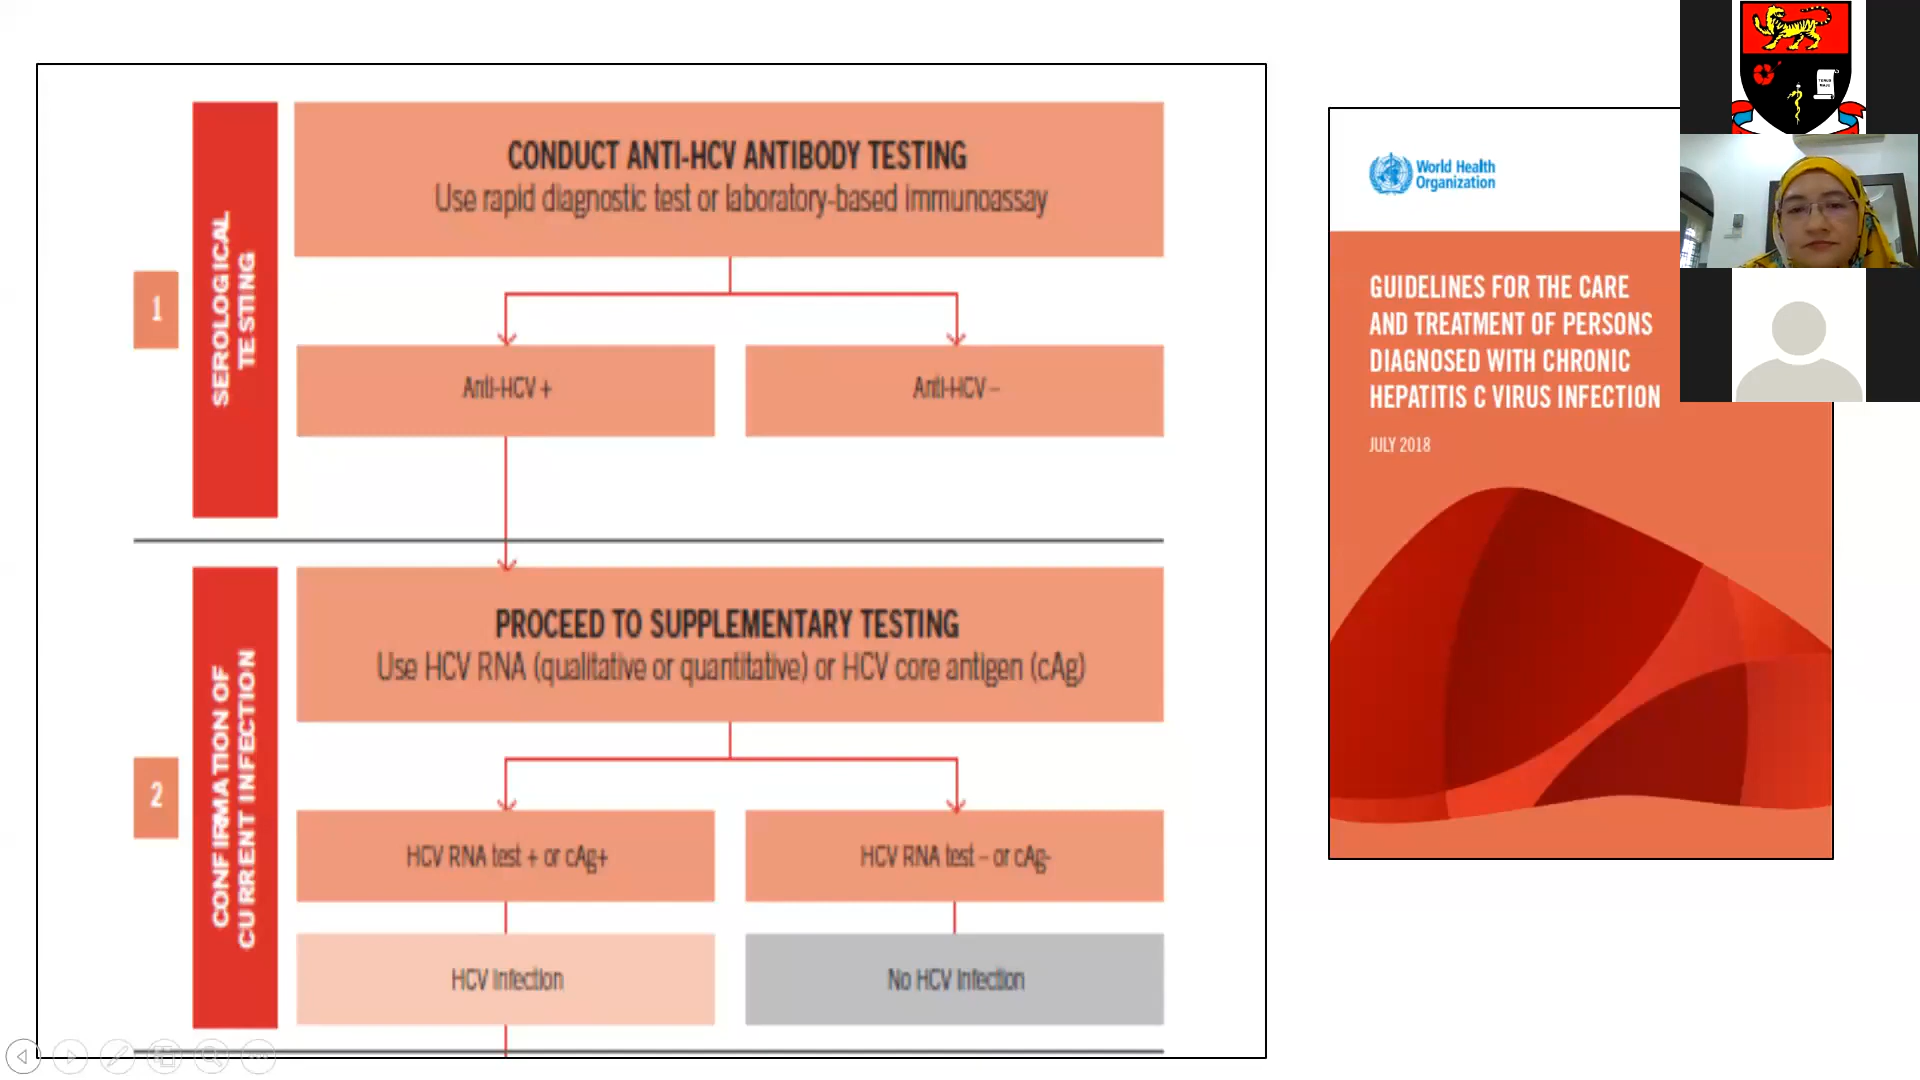 CONDUCT ANTI-HCV ANTIBODY TESTING
Use rapid diagnostic test or laboratory-based immunoassay
1
SEROLOGICAL
TESTING
Anti-HCV +
Anti-HCV –
2
CONFIRMATION OF
CURRENT INFECTION
PROCEED TO SUPPLEMENTARY TESTING
Use HCV RNA (qualitative or quantitative) or HCV core antigen (cAg)
HCV RNA test + or cAg+
HCV RNA test – or cAg-
HCV infection
No HCV infection
World Health
Organization
GUIDELINES FOR THE CARE
AND TREATMENT OF PERSONS
DIAGNOSED WITH CHRONIC
HEPATITIS C VIRUS INFECTION
JULY 2018